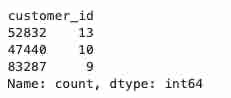 customer_id
52832    13
47440    10
83287     9
Name: count, dtype: int64